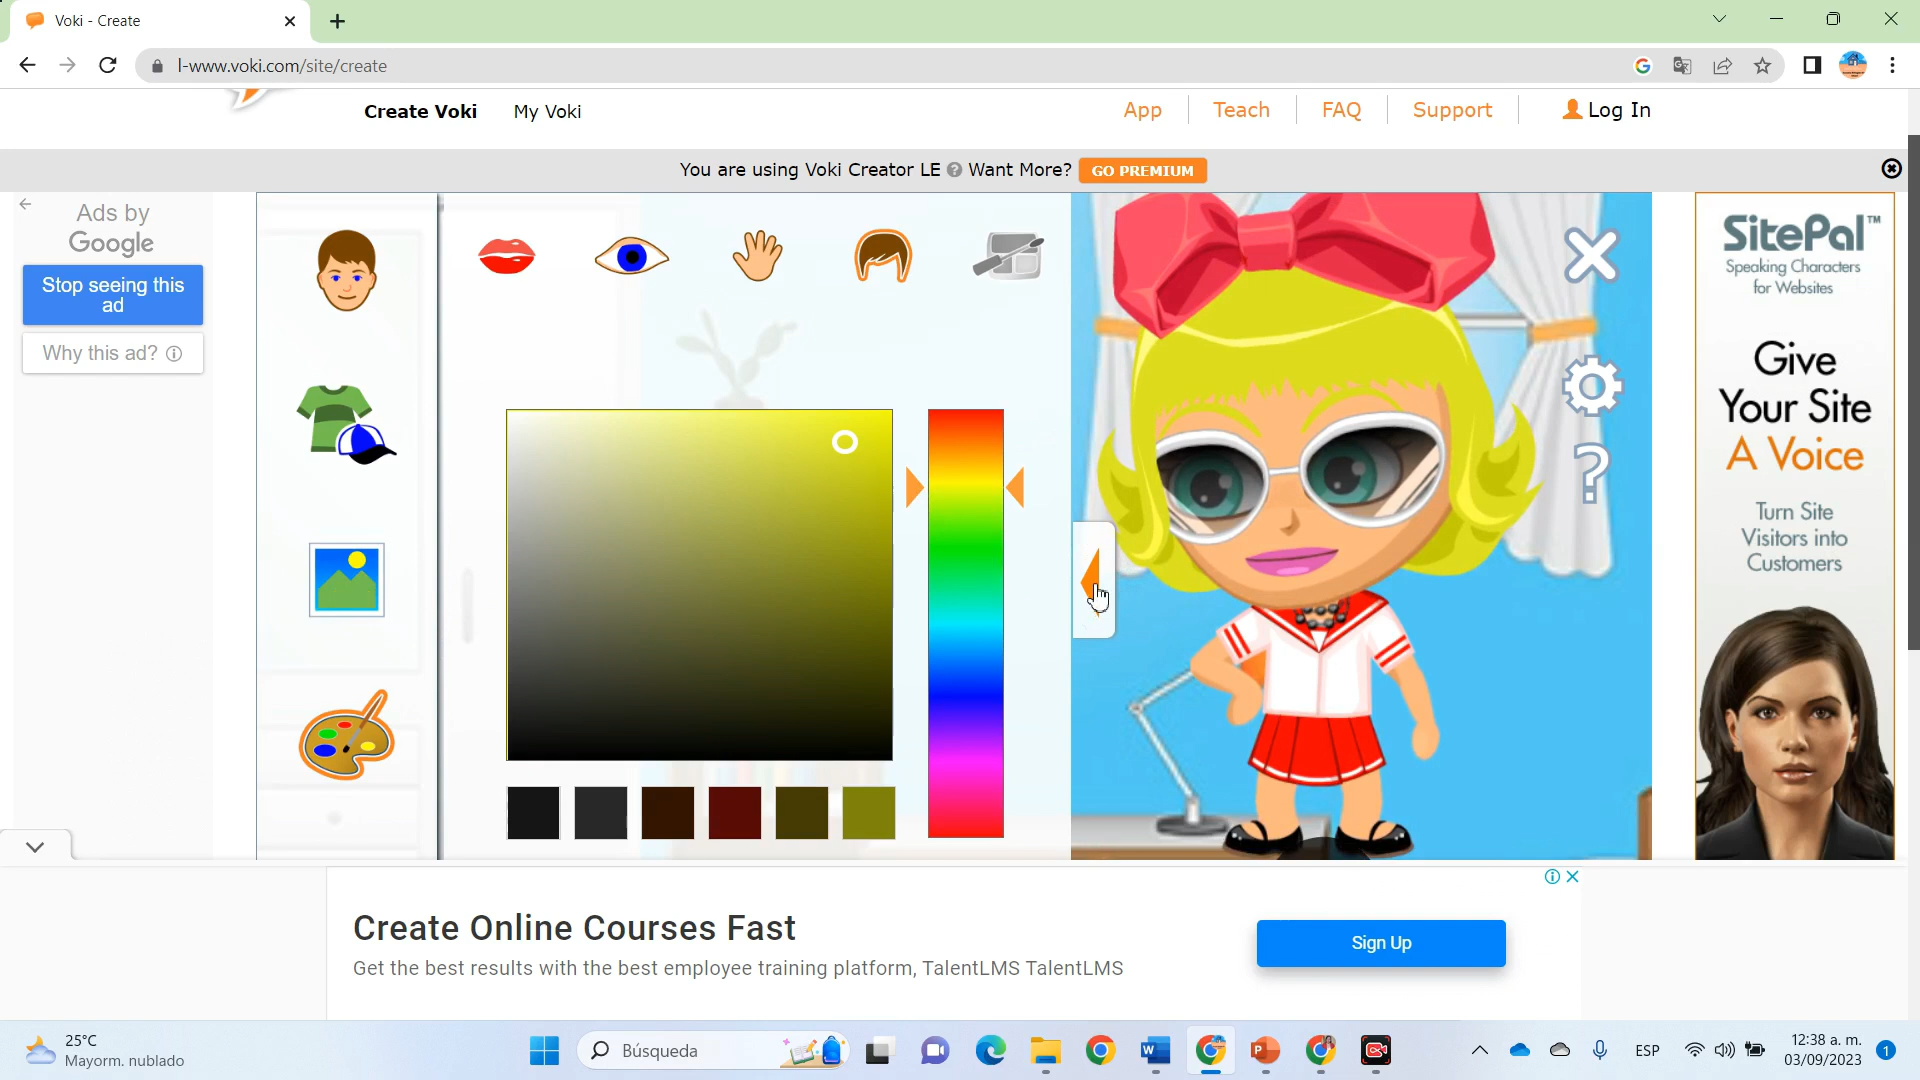 Voki - Create
l-www.voki.com/site/create
Create Voki
My Voki
App
Teach
FAQ
Support
Log In
You are using Voki Creator LE ? Want More? GO PREMIUM
Ads by
Google
Stop seeing this
ad
Why this ad?
?
SitePal™
Speaking Characters
for Websites
Give
Your Site
A Voice
Turn Site
Visitors into
Customers
Create Online Courses Fast
Get the best results with the best employee training platform, TalentLMS TalentLMS
Sign Up
25°C
Mayorm. nublado
Búsqueda
ESP
12:38 a. m.
03/09/2023
1